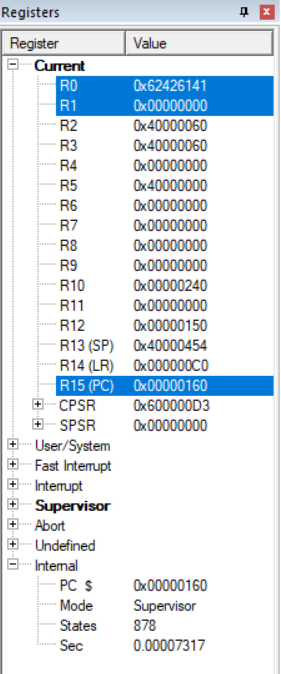 Registers
Register Value
Current
R0 0x62426141
R1 0x00000000
R2 0x40000060
R3 0x40000060
R4 0x00000000
R5 0x40000000
R6 0x00000000
R7 0x00000000
R8 0x00000000
R9 0x00000000
R10 0x00000240
R11 0x00000000
R12 0x00000150
R13 (SP) 0x40000454
R14 (LR) 0x000000C0
R15 (PC) 0x00000160
CPSR 0x600000D3
SPSR 0x00000000
User/System
Fast Interrupt
Interrupt
Supervisor
Abort
Undefined
Internal
PC $ 0x00000160
Mode Supervisor
States 878
Sec 0.00007317